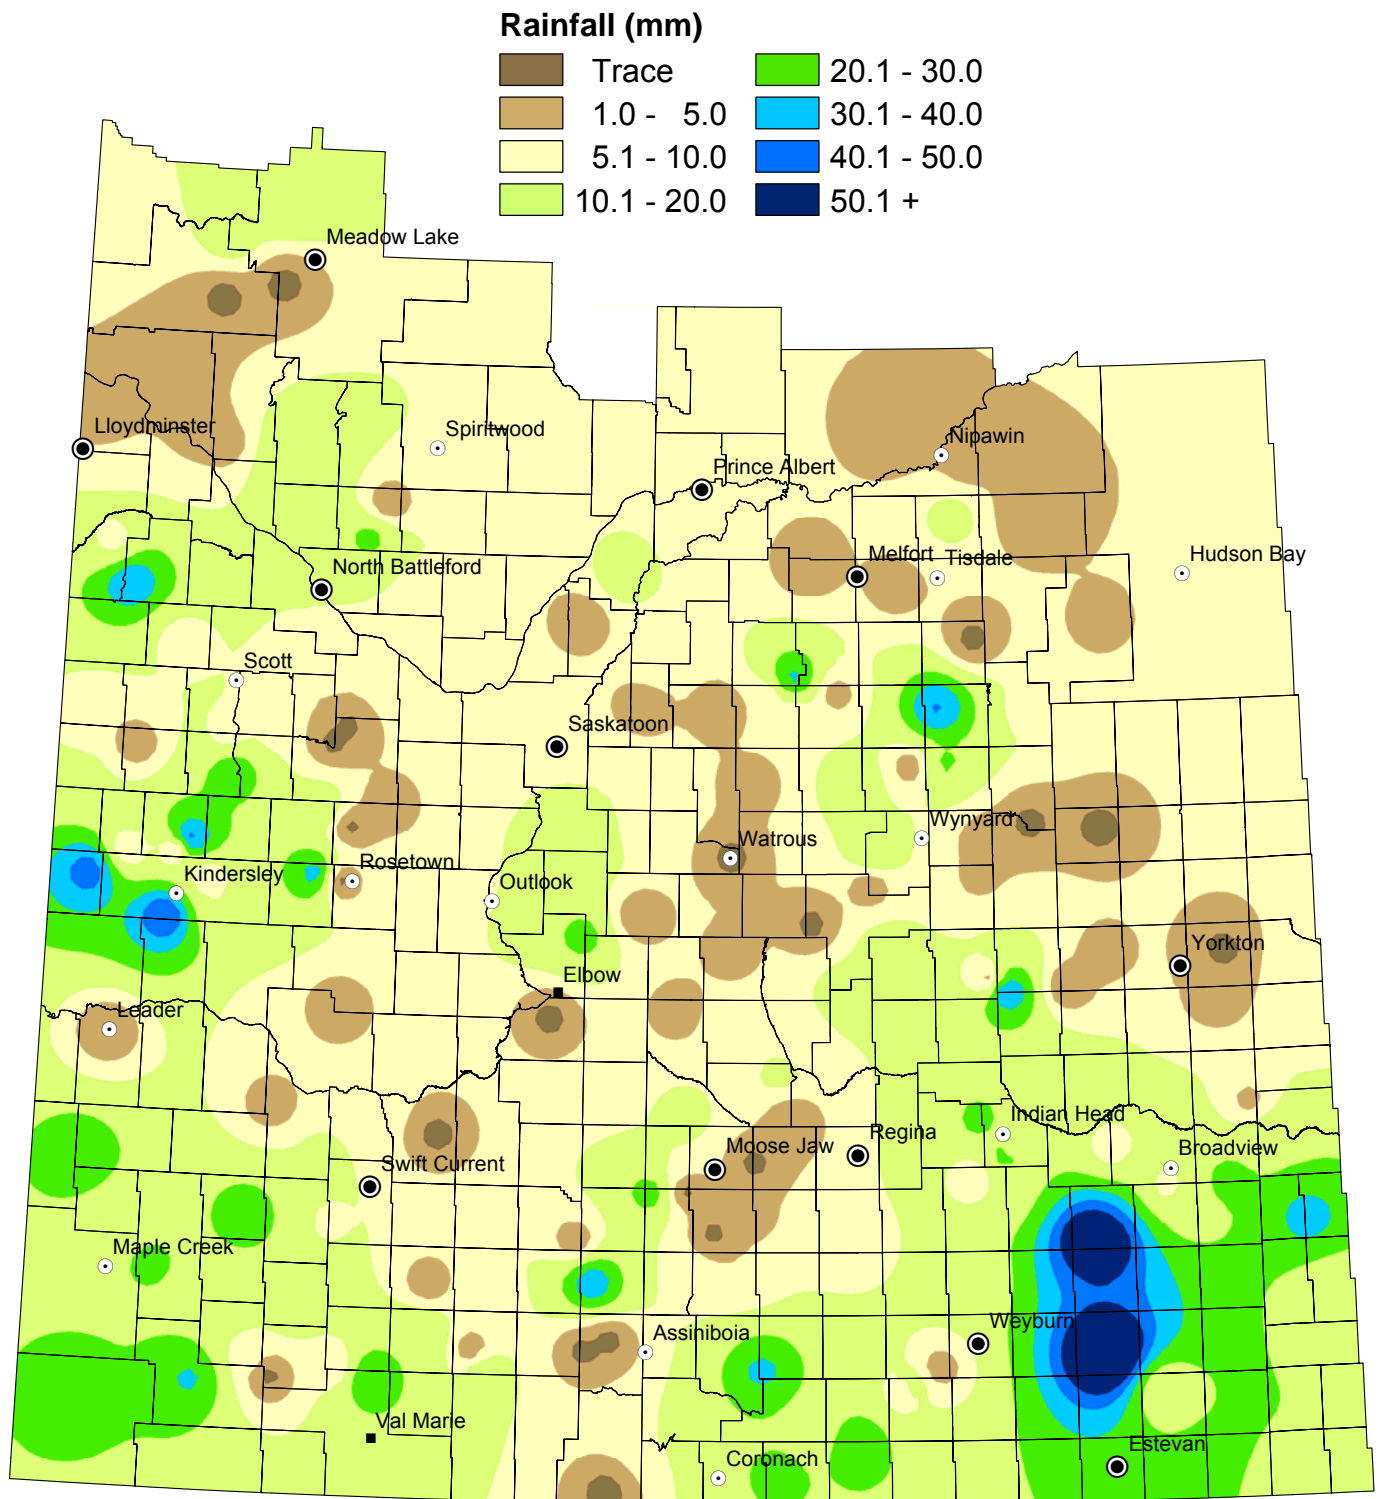 Rainfall (mm)
Trace
1.0 - 5.0
5.1 - 10.0
10.1 - 20.0
20.1 - 30.0
30.1 - 40.0
40.1 - 50.0
50.1 +
Meadow Lake
Lloydminster
Spiritwood
Nipawin
Prince Albert
Melfort
Tisdale
Hudson Bay
North Battleford
Scott
Saskatoon
Wynyard
Watrous
Rosetown
Kindersley
Outlook
Yorkton
Elbow
Leader
Indian Head
Regina
Moose Jaw
Broadview
Swift Current
Maple Creek
Weyburn
Assiniboia
Val Marie
Estevan
Coronach